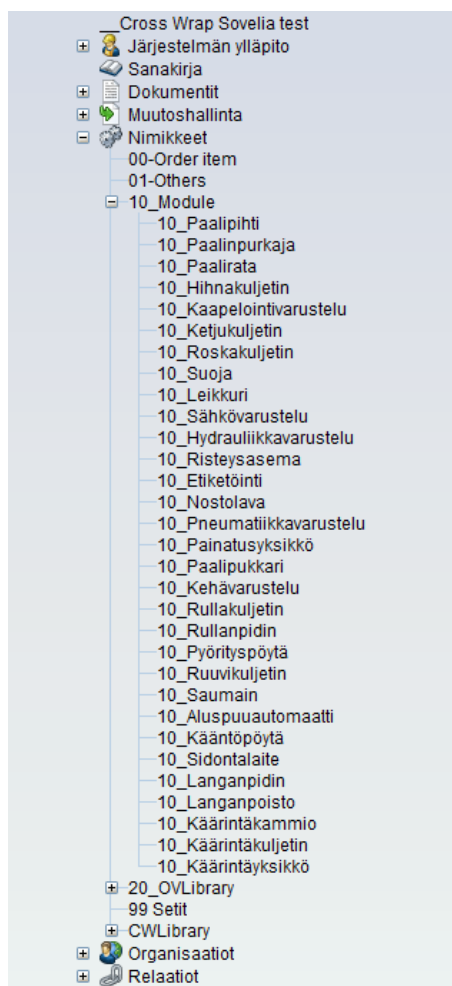 __Cross Wrap Sovelia test
Järjestelmän ylläpito
Sanakirja
Dokumentit
Muutoshallinta
Nimikkeet
00-Order item
01-Others
10_Module
10_Paalipihti
10_Paalinpurkaja
10_Paalirata
10_Hihnakuljetin
10_Kaapelointivarustelu
10_Ketjukuljetin
10_Roskakuljetin
10_Suoja
10_Leikkuri
10_Sähkövarustelu
10_Hydrauliikkavarustelu
10_Risteysasema
10_Etiketöinti
10_Nostolava
10_Pneumatiikkavarustelu
10_Painatusyksikkö
10_Paalipukkari
10_Kehävarustelu
10_Rullakuljetin
10_Rullanpidin
10_Pyörityspöytä
10_Ruuvikuljetin
10_Saumain
10_Aluspuuautomaatti
10_Kääntöpöytä
10_Sidontalaite
10_Langanpidin
10_Langanpoisto
10_Käärintäkammio
10_Käärintäkuljetin
10_Käärintäyksikkö
20_OVLibrary
99 Setit
CWLibrary
Organisaatiot
Relaatiot